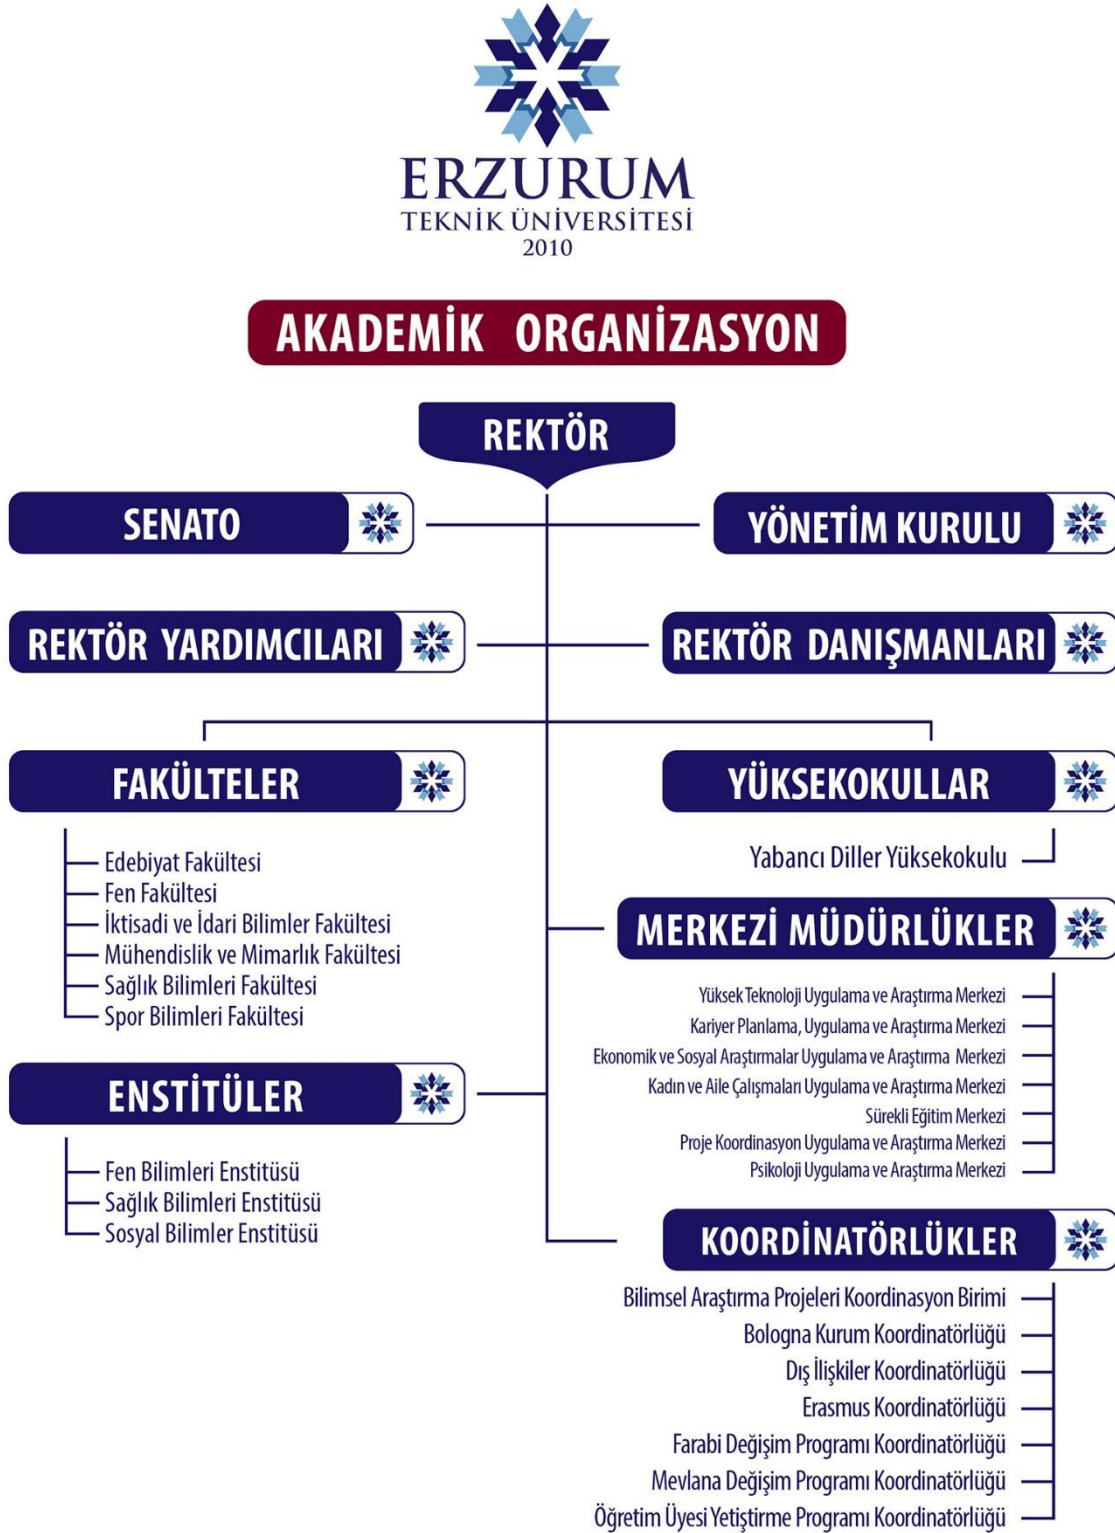 ERZURUM
TEKNİK ÜNİVERSİTESİ
2010
AKADEMİK ORGANİZASYON
REKTÖR
SENATO
YÖNETİM KURULU
REKTÖR YARDIMCILARI
REKTÖR DANIŞMANLARI
FAKÜLTELER
Edebiyat Fakültesi
Fen Fakültesi
İktisadi ve İdari Bilimler Fakültesi
Mühendislik ve Mimarlık Fakültesi
Sağlık Bilimleri Fakültesi
Spor Bilimleri Fakültesi
ENSTİTÜLER
Fen Bilimleri Enstitüsü
Sağlık Bilimleri Enstitüsü
Sosyal Bilimler Enstitüsü
YÜKSEKOKULLAR
Yabancı Diller Yüksekokulu
MERKEZİ MÜDÜRLÜKLER
Yüksek Teknoloji Uygulama ve Araştırma Merkezi
Kariyer Planlama, Uygulama ve Araştırma Merkezi
Ekonomik ve Sosyal Araştırmalar Uygulama ve Araştırma Merkezi
Kadın ve Aile Çalışmaları Uygulama ve Araştırma Merkezi
Sürekli Eğitim Merkezi
Proje Koordinasyon Uygulama ve Araştırma Merkezi
Psikoloji Uygulama ve Araştırma Merkezi
KOORDİNATÖRLÜKLER
Bilimsel Araştırma Projeleri Koordinasyon Birimi
Bologna Kurum Koordinatörlüğü
Dış İlişkiler Koordinatörlüğü
Erasmus Koordinatörlüğü
Farabi Değişim Programı Koordinatörlüğü
Mevlana Değişim Programı Koordinatörlüğü
Öğretim Üyesi Yetiştirme Programı Koordinatörlüğü